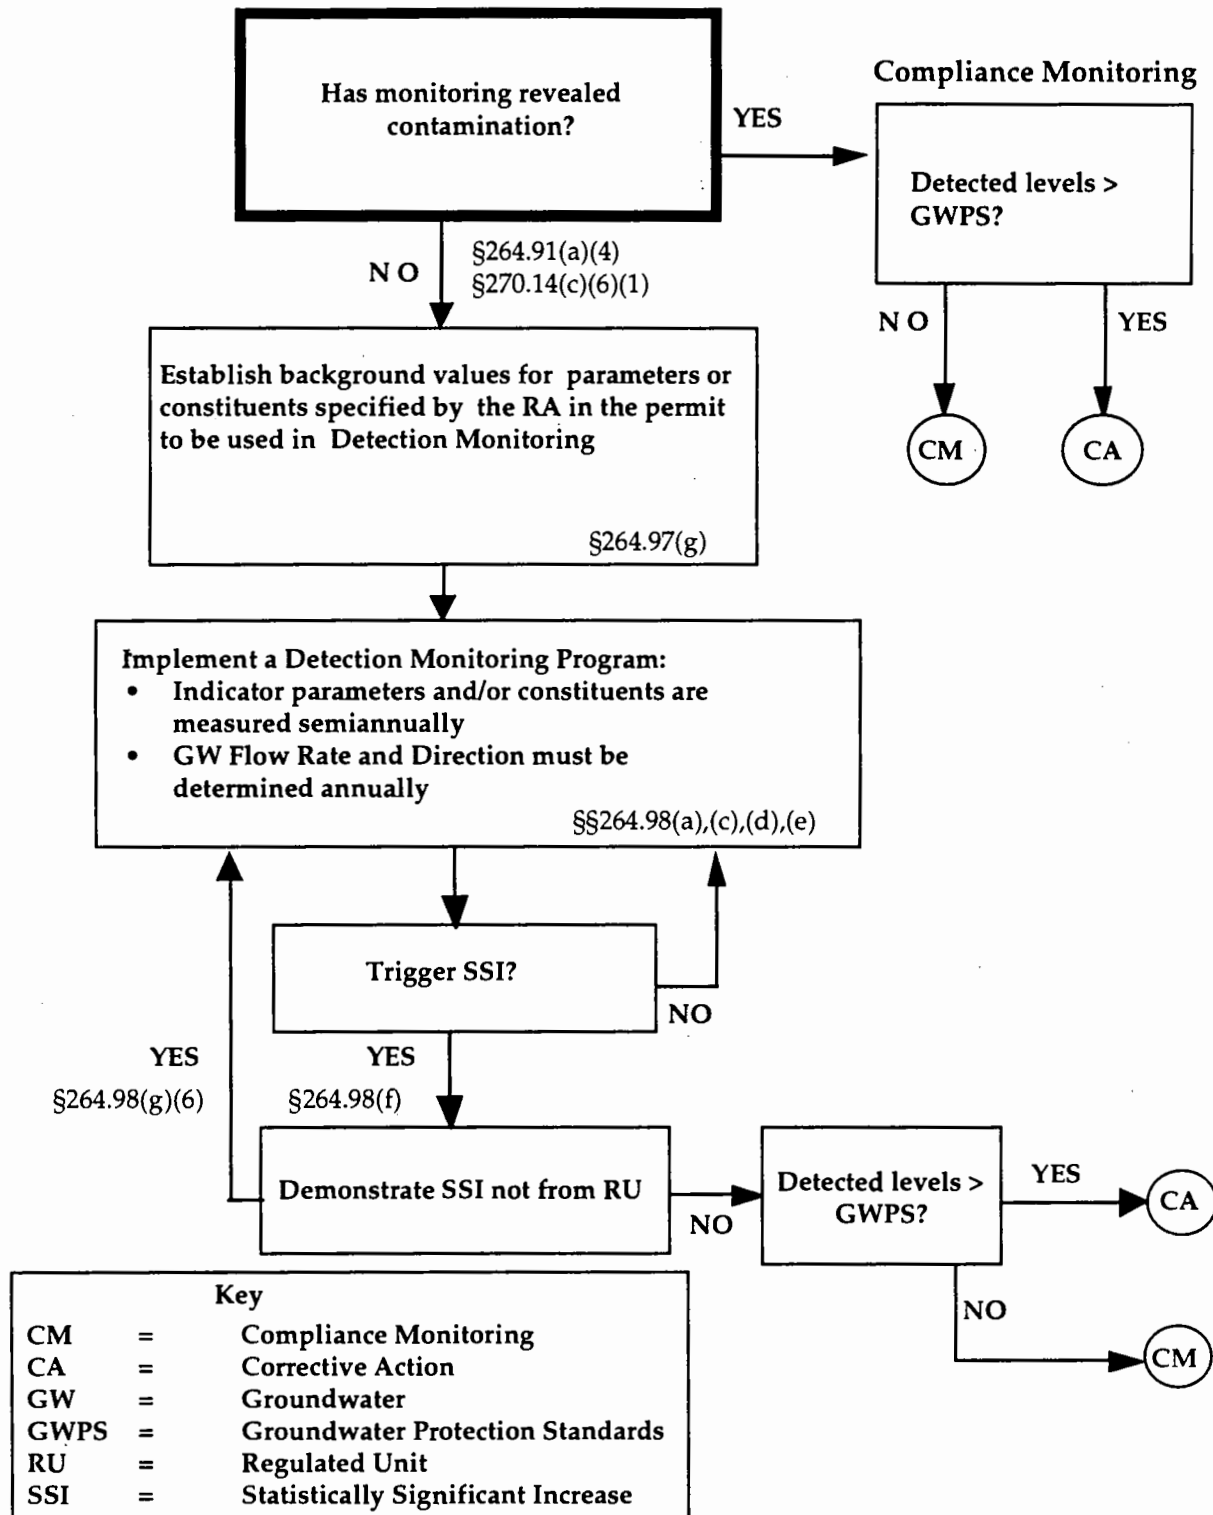 Has monitoring revealed
contamination?
YES
Compliance Monitoring
Detected levels >
GWPS?
N O
§264.91(a)(4)
§270.14(c)(6)(1)
N O
YES
CM
CA
Establish background values for parameters or
constituents specified by the RA in the permit
to be used in Detection Monitoring
§264.97(g)
Implement a Detection Monitoring Program:
• Indicator parameters and/or constituents are
measured semiannually
• GW Flow Rate and Direction must be
determined annually
§§264.98(a),(c),(d),(e)
Trigger SSI?
NO
YES
§264.98(g)(6)
YES
§264.98(f)
Demonstrate SSI not from RU
NO
Detected levels >
GWPS?
YES
CA
NO
CM
Key
CM = Compliance Monitoring
CA = Corrective Action
GW = Groundwater
GWPS = Groundwater Protection Standards
RU = Regulated Unit
SSI = Statistically Significant Increase